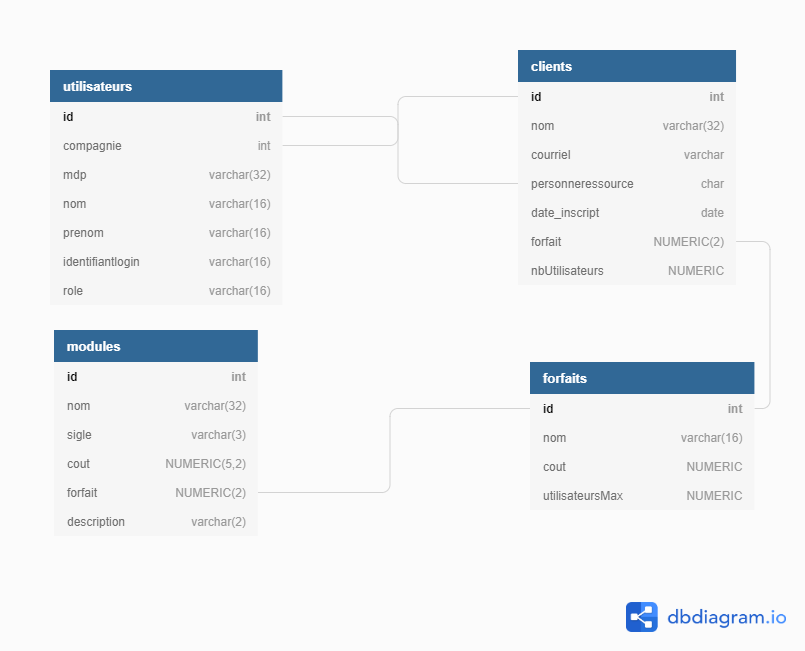 utilisateurs
id int
compagnie int
mdp varchar(32)
nom varchar(16)
prenom varchar(16)
identifiantlogin varchar(16)
role varchar(16)
clients
id int
nom varchar(32)
courriel varchar
personneressource char
date_inscript date
forfait NUMERIC(2)
nbUtilisateurs NUMERIC
modules
id int
nom varchar(32)
sigle varchar(3)
cout NUMERIC(5,2)
forfait NUMERIC(2)
description varchar(2)
forfaits
id int
nom varchar(16)
cout NUMERIC
utilisateursMax NUMERIC
dbdiagram.io